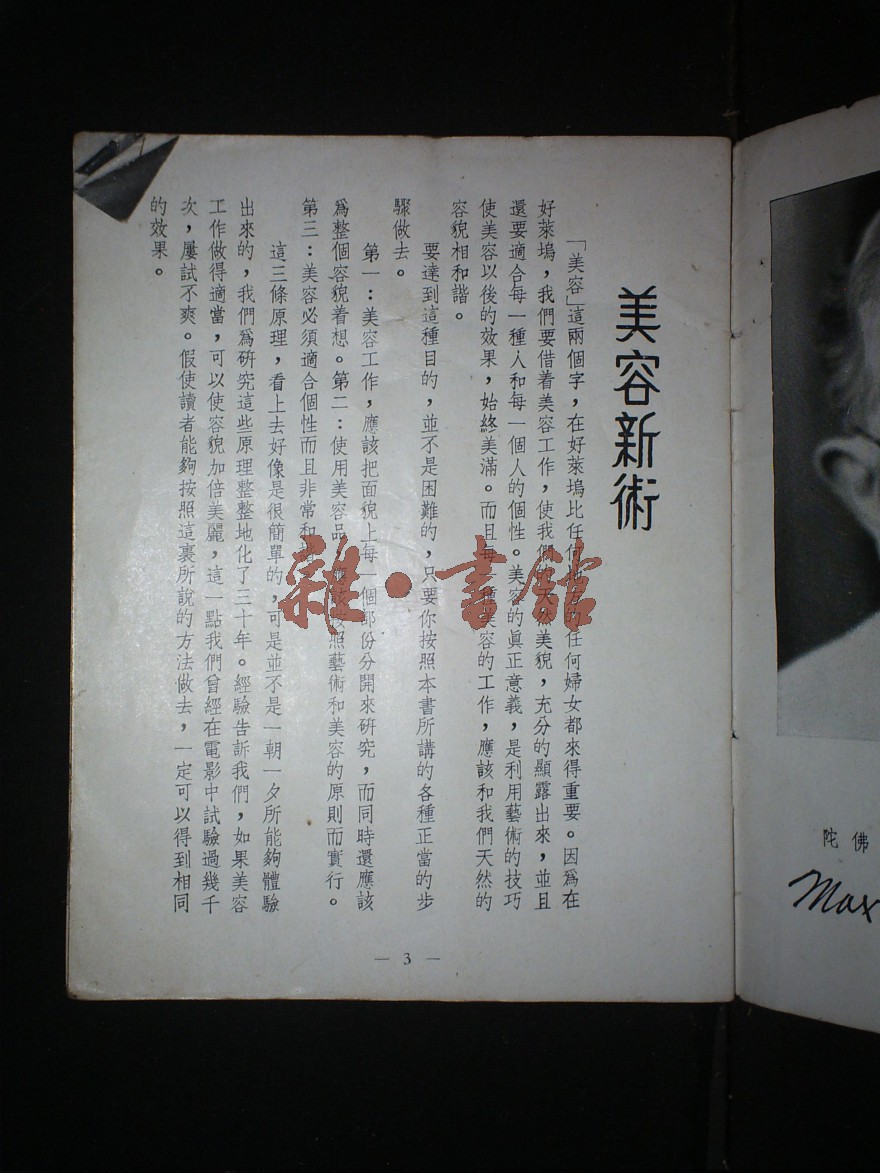 美容新術
「美容」這兩個字，在好萊塢比任何 任何婦女都來得重要。因爲在
好萊塢，我們要借着美容工作，使我們 天然美貌，充分的顯露出來，並且
還要適合每一種人和每一個人的個性。美容的眞正意義，是利用藝術的技巧
使美容以後的效果，始終美滿。而且每一種美容的工作，應該和我們天然的
容貌相和諧。
要達到這種目的，並不是困難的，只要你按照本書所講的各種正當的步
驟做去。
第一：美容工作，應該把面貌上每一個部份分開來硏究，而同時還應該
爲整個容貌着想。第二：使用美容品，應該按照藝術和美容的原則而實行。
第三：美容必須適合個性而且非常和
這三條原理，看上去好像是很簡單的，可是並不是一朝一夕所能夠體驗
出來的，我們爲硏究這些原理整整地化了三十年。經驗告訴我們，如果美容
工作做得適當，可以使容貌加倍美麗，這一點我們曾經在電影中試驗過幾千
次，屢試不爽。假使讀者能夠按照這裏所說的方法做去，一定可以得到相同
的效果。
— 3 —
雜·書館
佛陀
Max